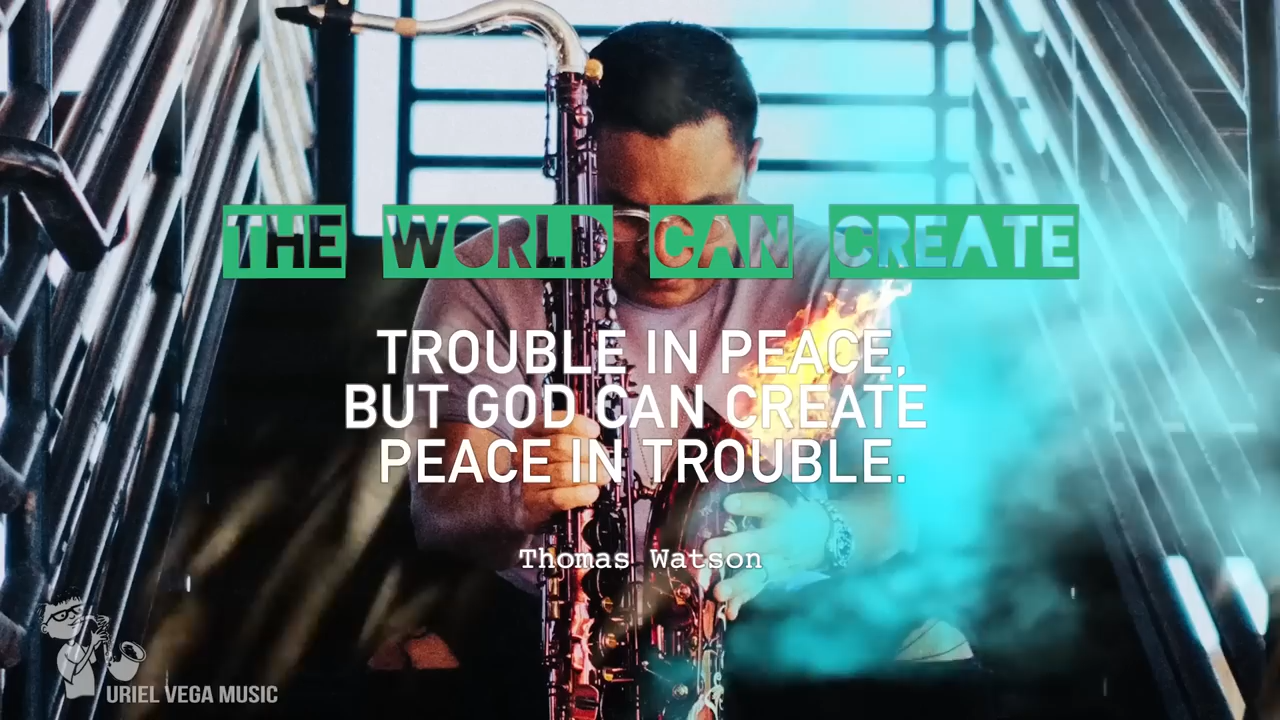 THE WORLD CAN CREATE
TROUBLE IN PEACE,
BUT GOD CAN CREATE
PEACE IN TROUBLE.
Thomas Watson
URIEL VEGA MUSIC